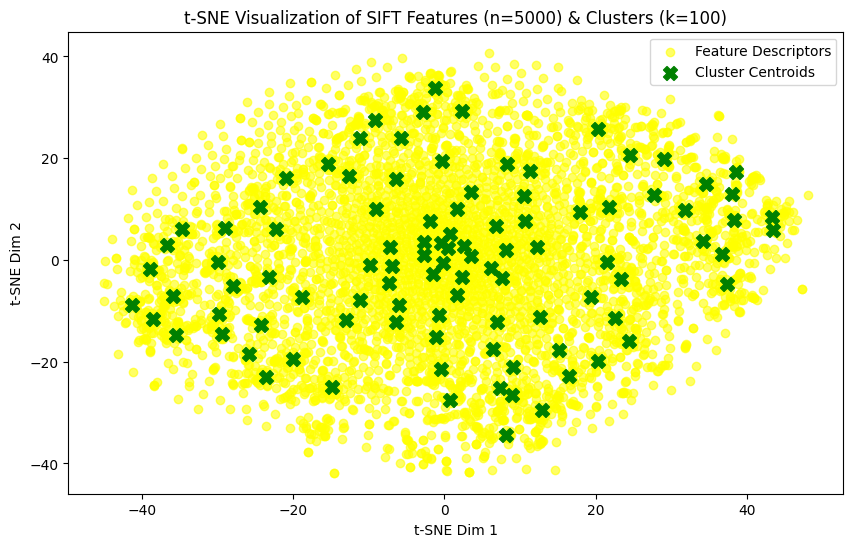 t-SNE Visualization of SIFT Features (n=5000) & Clusters (k=100)
Feature Descriptors
Cluster Centroids
40
20
0
−20
−40
t-SNE Dim 2
−40
−20
0
20
40
t-SNE Dim 1